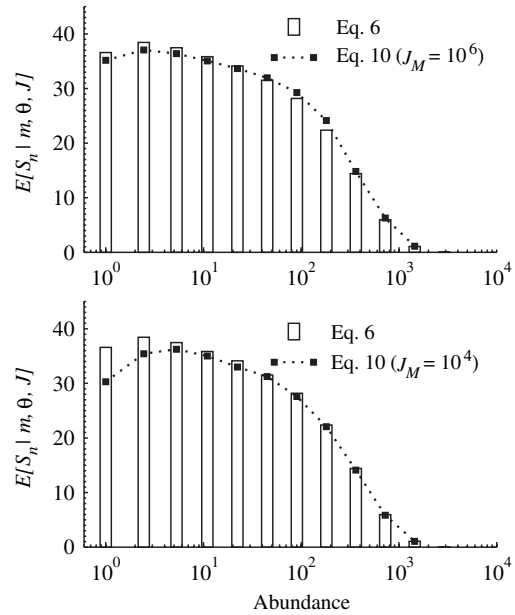 40
30
20
10
0
E[S_n | m, θ, J]
Eq. 6
Eq. 10 (J_M = 10^6)
10^0 10^1 10^2 10^3 10^4
40
30
20
10
0
E[S_n | m, θ, J]
Eq. 6
Eq. 10 (J_M = 10^4)
10^0 10^1 10^2 10^3 10^4
Abundance